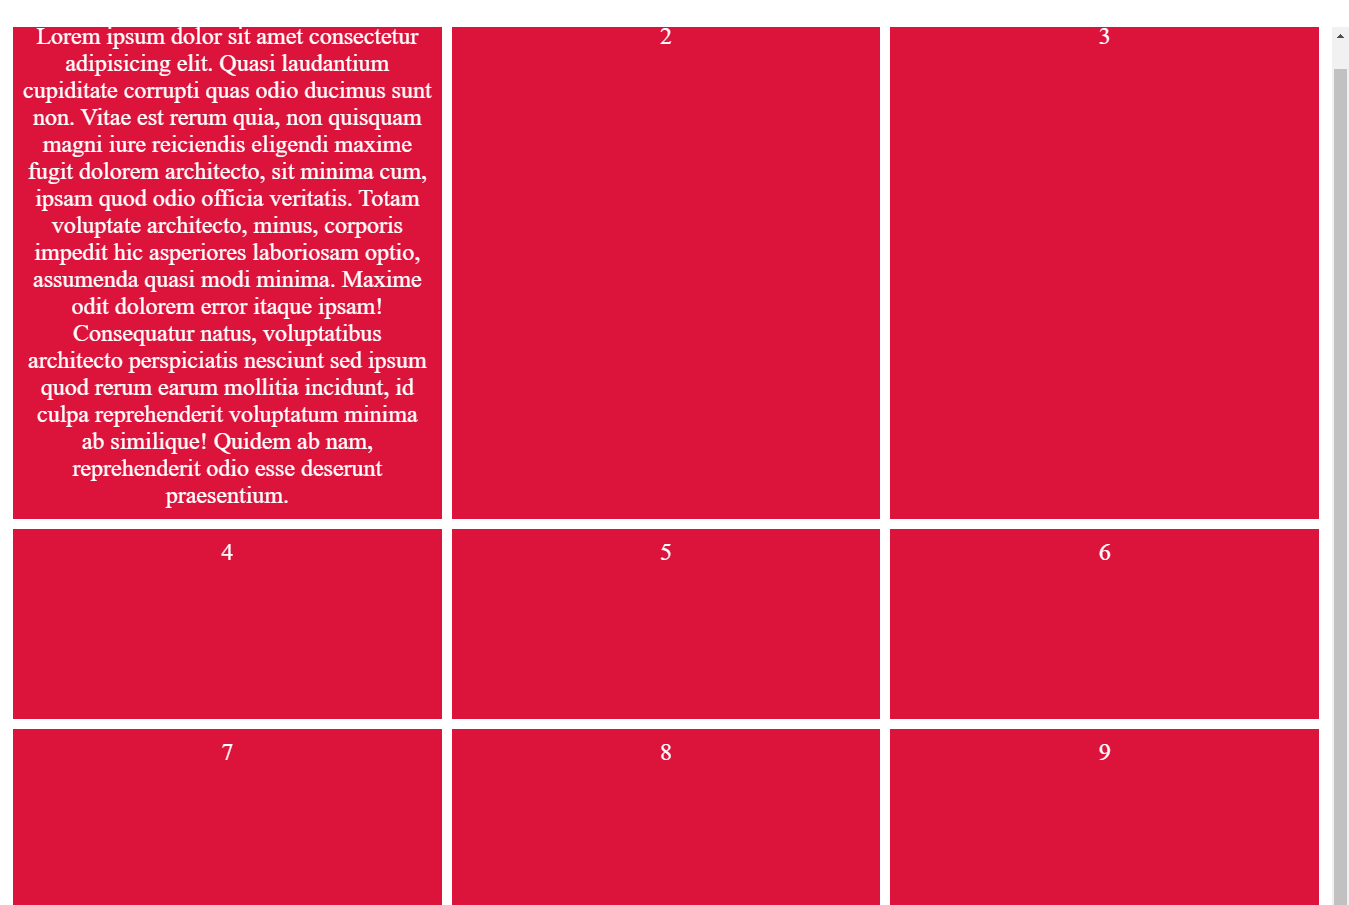 Lorem ipsum dolor sit amet consectetur
adipisicing elit. Quasi laudantium
cupiditate corrupti quas odio ducimus sunt
non. Vitae est rerum quia, non quisquam
magni iure reiciendis eligendi maxime
fugit dolorem architecto, sit minima cum,
ipsam quod odio officia veritatis. Totam
voluptate architecto, minus, corporis
impedit hic asperiores laboriosam optio,
assumenda quasi modi minima. Maxime
odit dolorem error itaque ipsam!
Consequatur natus, voluptatibus
architecto perspiciatis nesciunt sed ipsum
quod rerum earum mollitia incidunt, id
culpa reprehenderit voluptatum minima
ab similique! Quidem ab nam,
reprehenderit odio esse deserunt
praesentium.
2
3
4
5
6
7
8
9